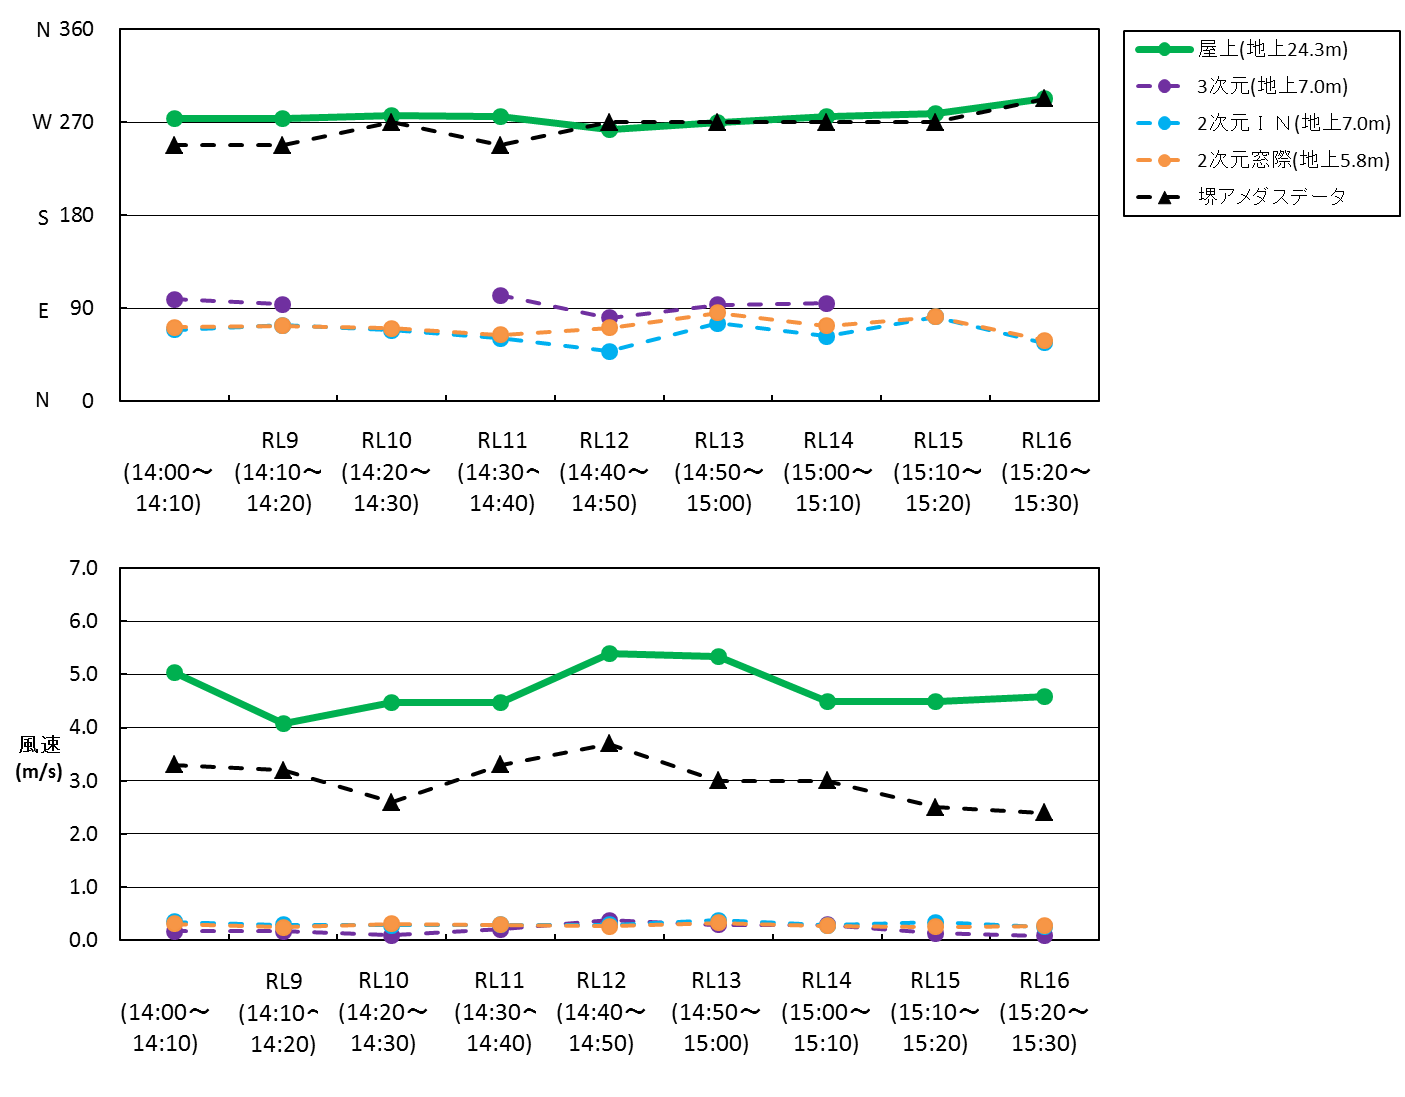 N 360
W 270
S 180
E 90
N 0
屋上(地上24.3m)
3次元(地上7.0m)
2次元ＩＮ(地上7.0m)
2次元窓際(地上5.8m)
堺アメダスデータ
RL9 RL10 RL11 RL12 RL13 RL14 RL15 RL16
(14:00～ (14:10～ (14:20～ (14:30~ (14:40～ (14:50～ (15:00～ (15:10～ (15:20～
14:10) 14:20) 14:30) 14:40) 14:50) 15:00) 15:10) 15:20) 15:30)
7.0
6.0
5.0
4.0
風速
(m/s)
3.0
2.0
1.0
0.0
RL9 RL10 RL11 RL12 RL13 RL14 RL15 RL16
(14:00～ (14:10~ (14:20～ (14:30~ (14:40～ (14:50～ (15:00～ (15:10～ (15:20～
14:10) 14:20) 14:30) 14:40) 14:50) 15:00) 15:10) 15:20) 15:30)